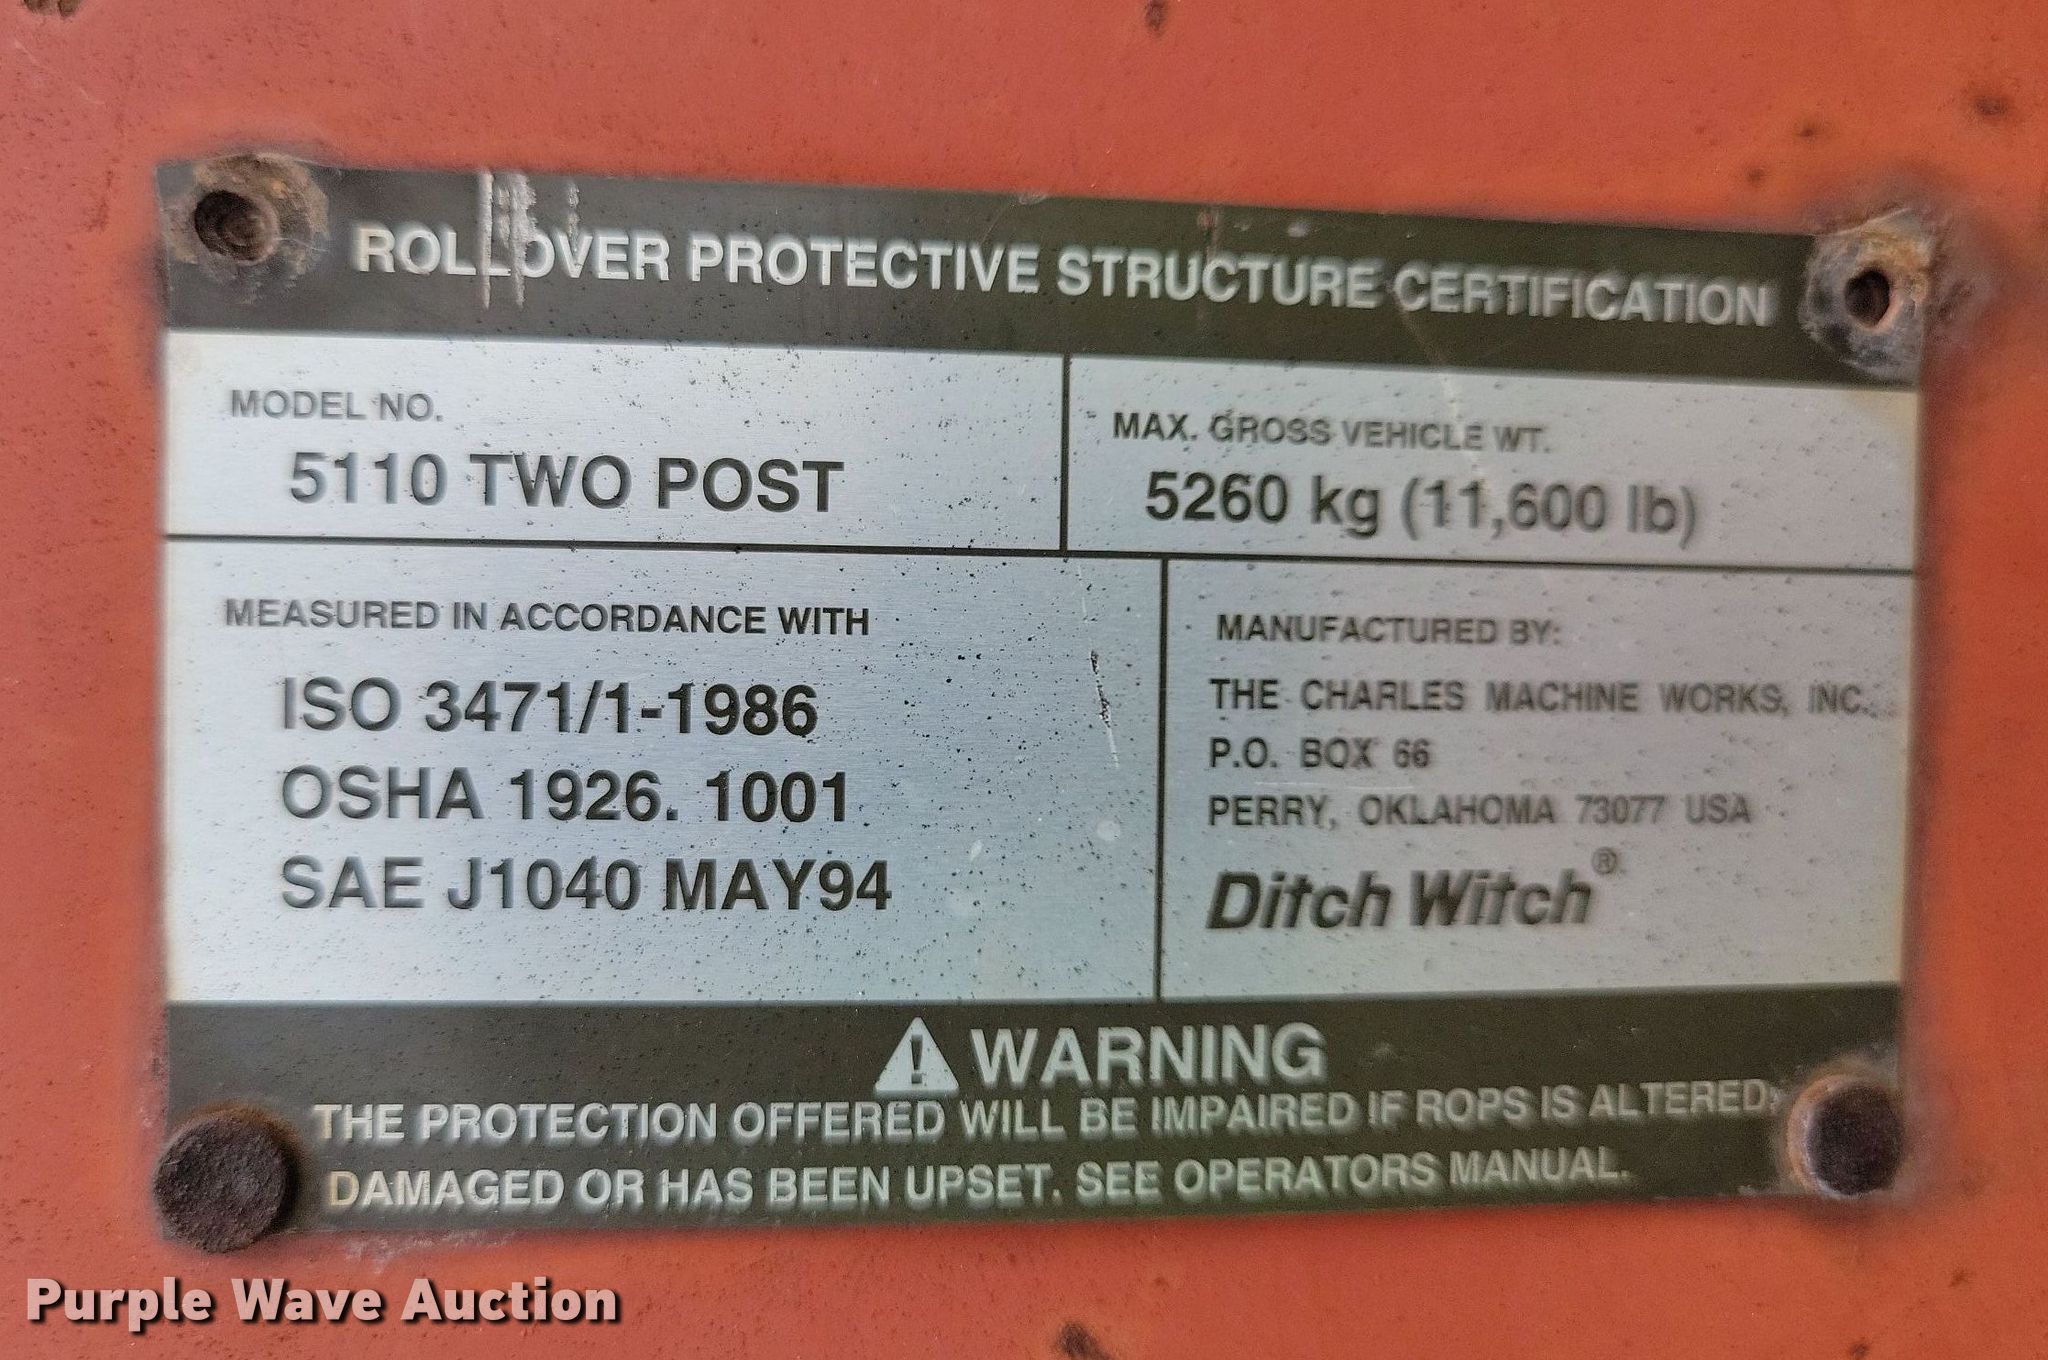 ROLLOVER PROTECTIVE STRUCTURE CERTIFICATION
MODEL NO.
5110 TWO POST
MAX. GROSS VEHICLE WT.
5260 kg (11,600 lb)
MEASURED IN ACCORDANCE WITH
ISO 3471/1-1986
OSHA 1926. 1001
SAE J1040 MAY94
MANUFACTURED BY:
THE CHARLES MACHINE WORKS, INC.
P.O. BOX 66
PERRY, OKLAHOMA 73077 USA
Ditch Witch®
WARNING
THE PROTECTION OFFERED WILL BE IMPAIRED IF ROPS IS ALTERED,
DAMAGED OR HAS BEEN UPSET. SEE OPERATORS MANUAL.
Purple Wave Auction